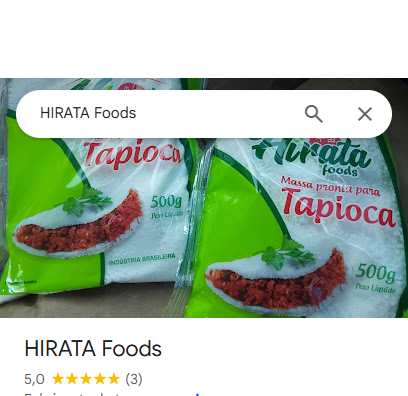 HIRATA Foods
Tapioca
500g
Peso Líquido
INDÚSTRIA BRASILEIRA
Hirata
foods
Massa pronta para
Tapioca
500g
Peso Líquido
HIRATA Foods
5,0 (3)